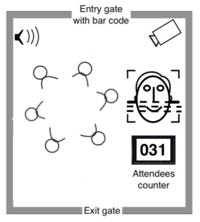 Entry gate
with bar code
031
Attendees
counter
Exit gate